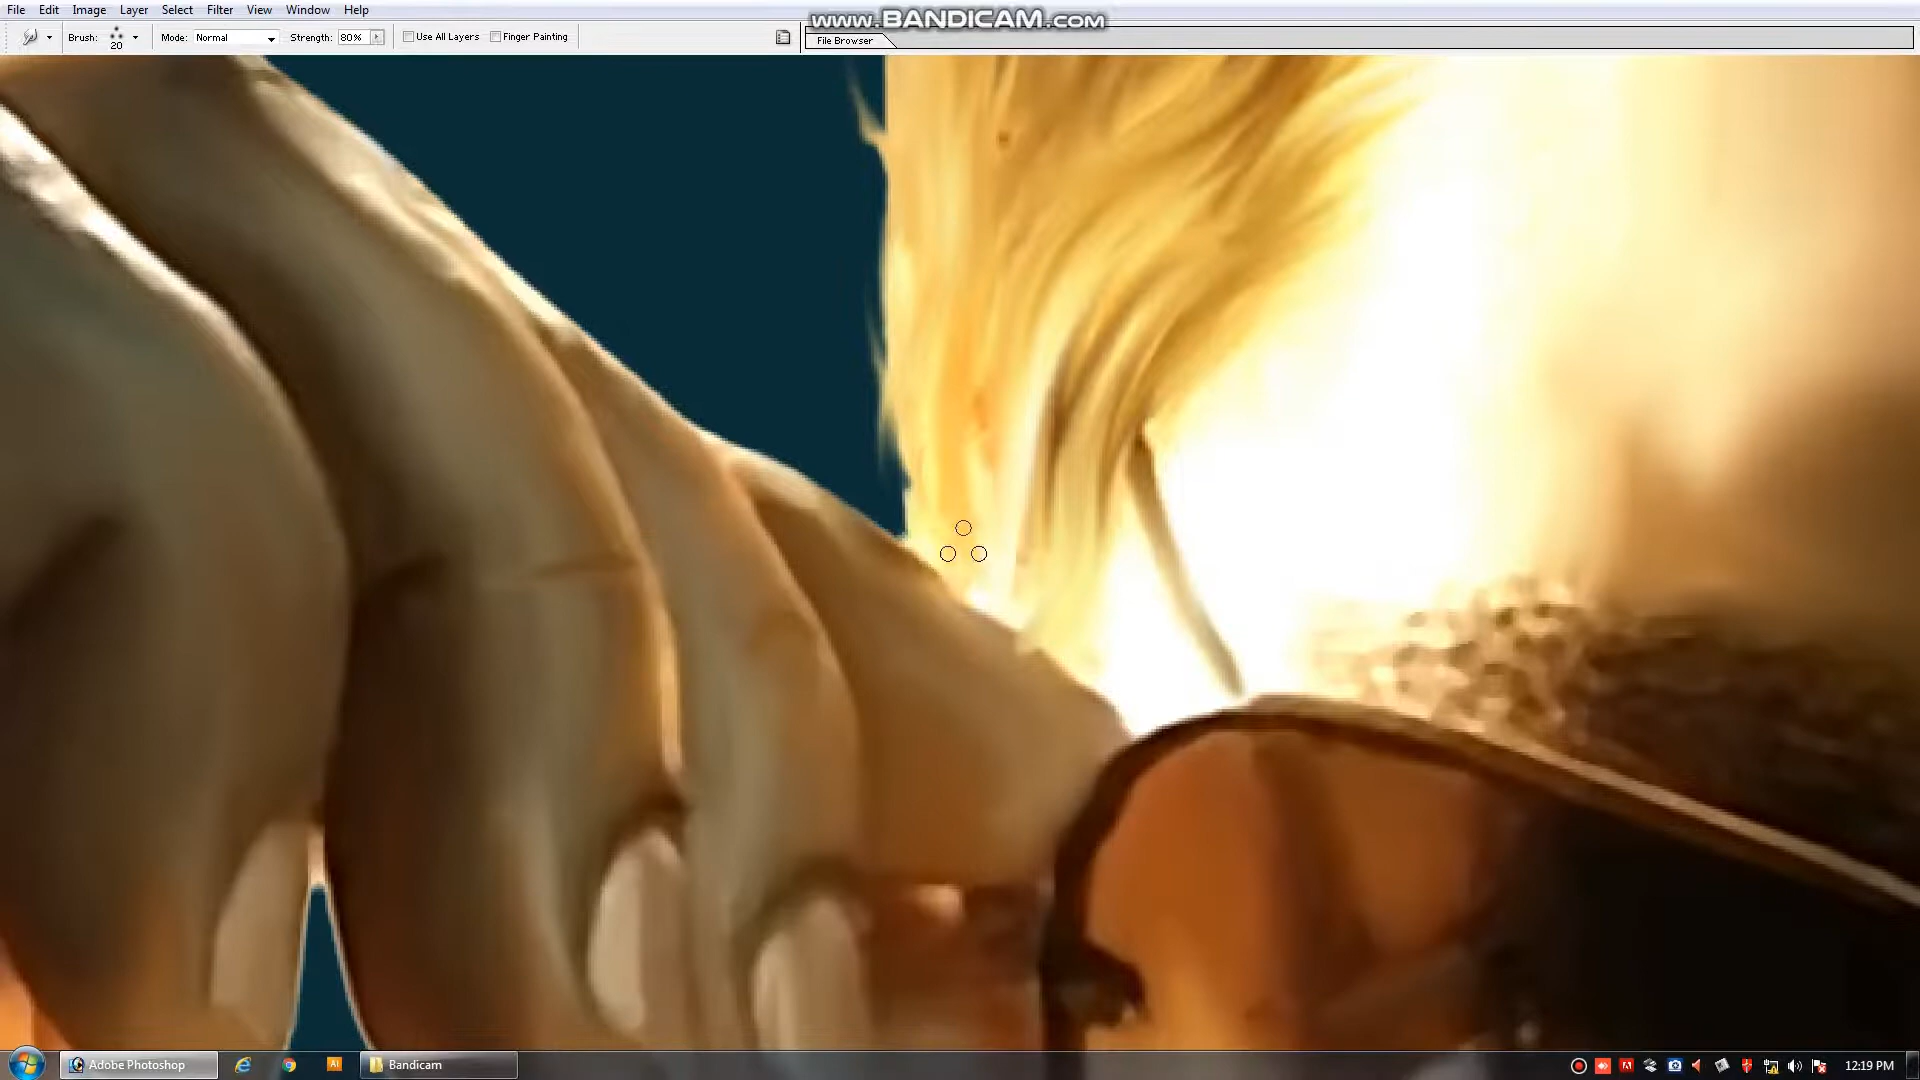 File Edit Image Layer Select Filter View Window Help
www.BANDICAM.com
Brush: 20 Mode: Normal Strength: 80% Use All Layers Finger Painting
File Browser
Adobe Photoshop
Ai
Bandicam
12:19 PM